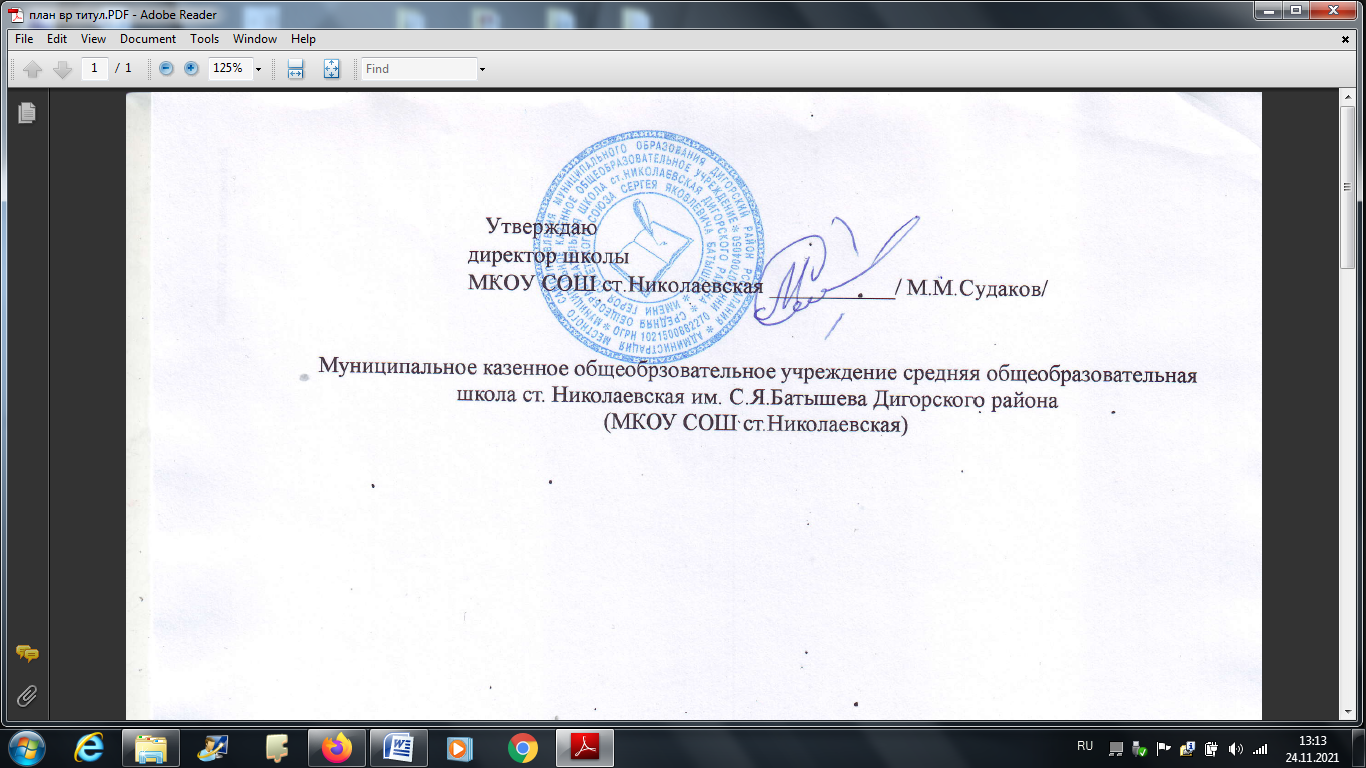 план вр титул.PDF - Adobe Reader
File Edit View Document Tools Window Help
1 / 1 125% Find
Утверждаю
директор школы
МКОУ СОШ ст.Николаевская ___________/ М.М.Судаков/
Муниципальное казенное общеобрзовательное учреждение средняя общеобразовательная
школа ст. Николаевская им. С.Я.Батышева Дигорского района
(МКОУ СОШ ст.Николаевская)
RU
13:13
24.11.2021